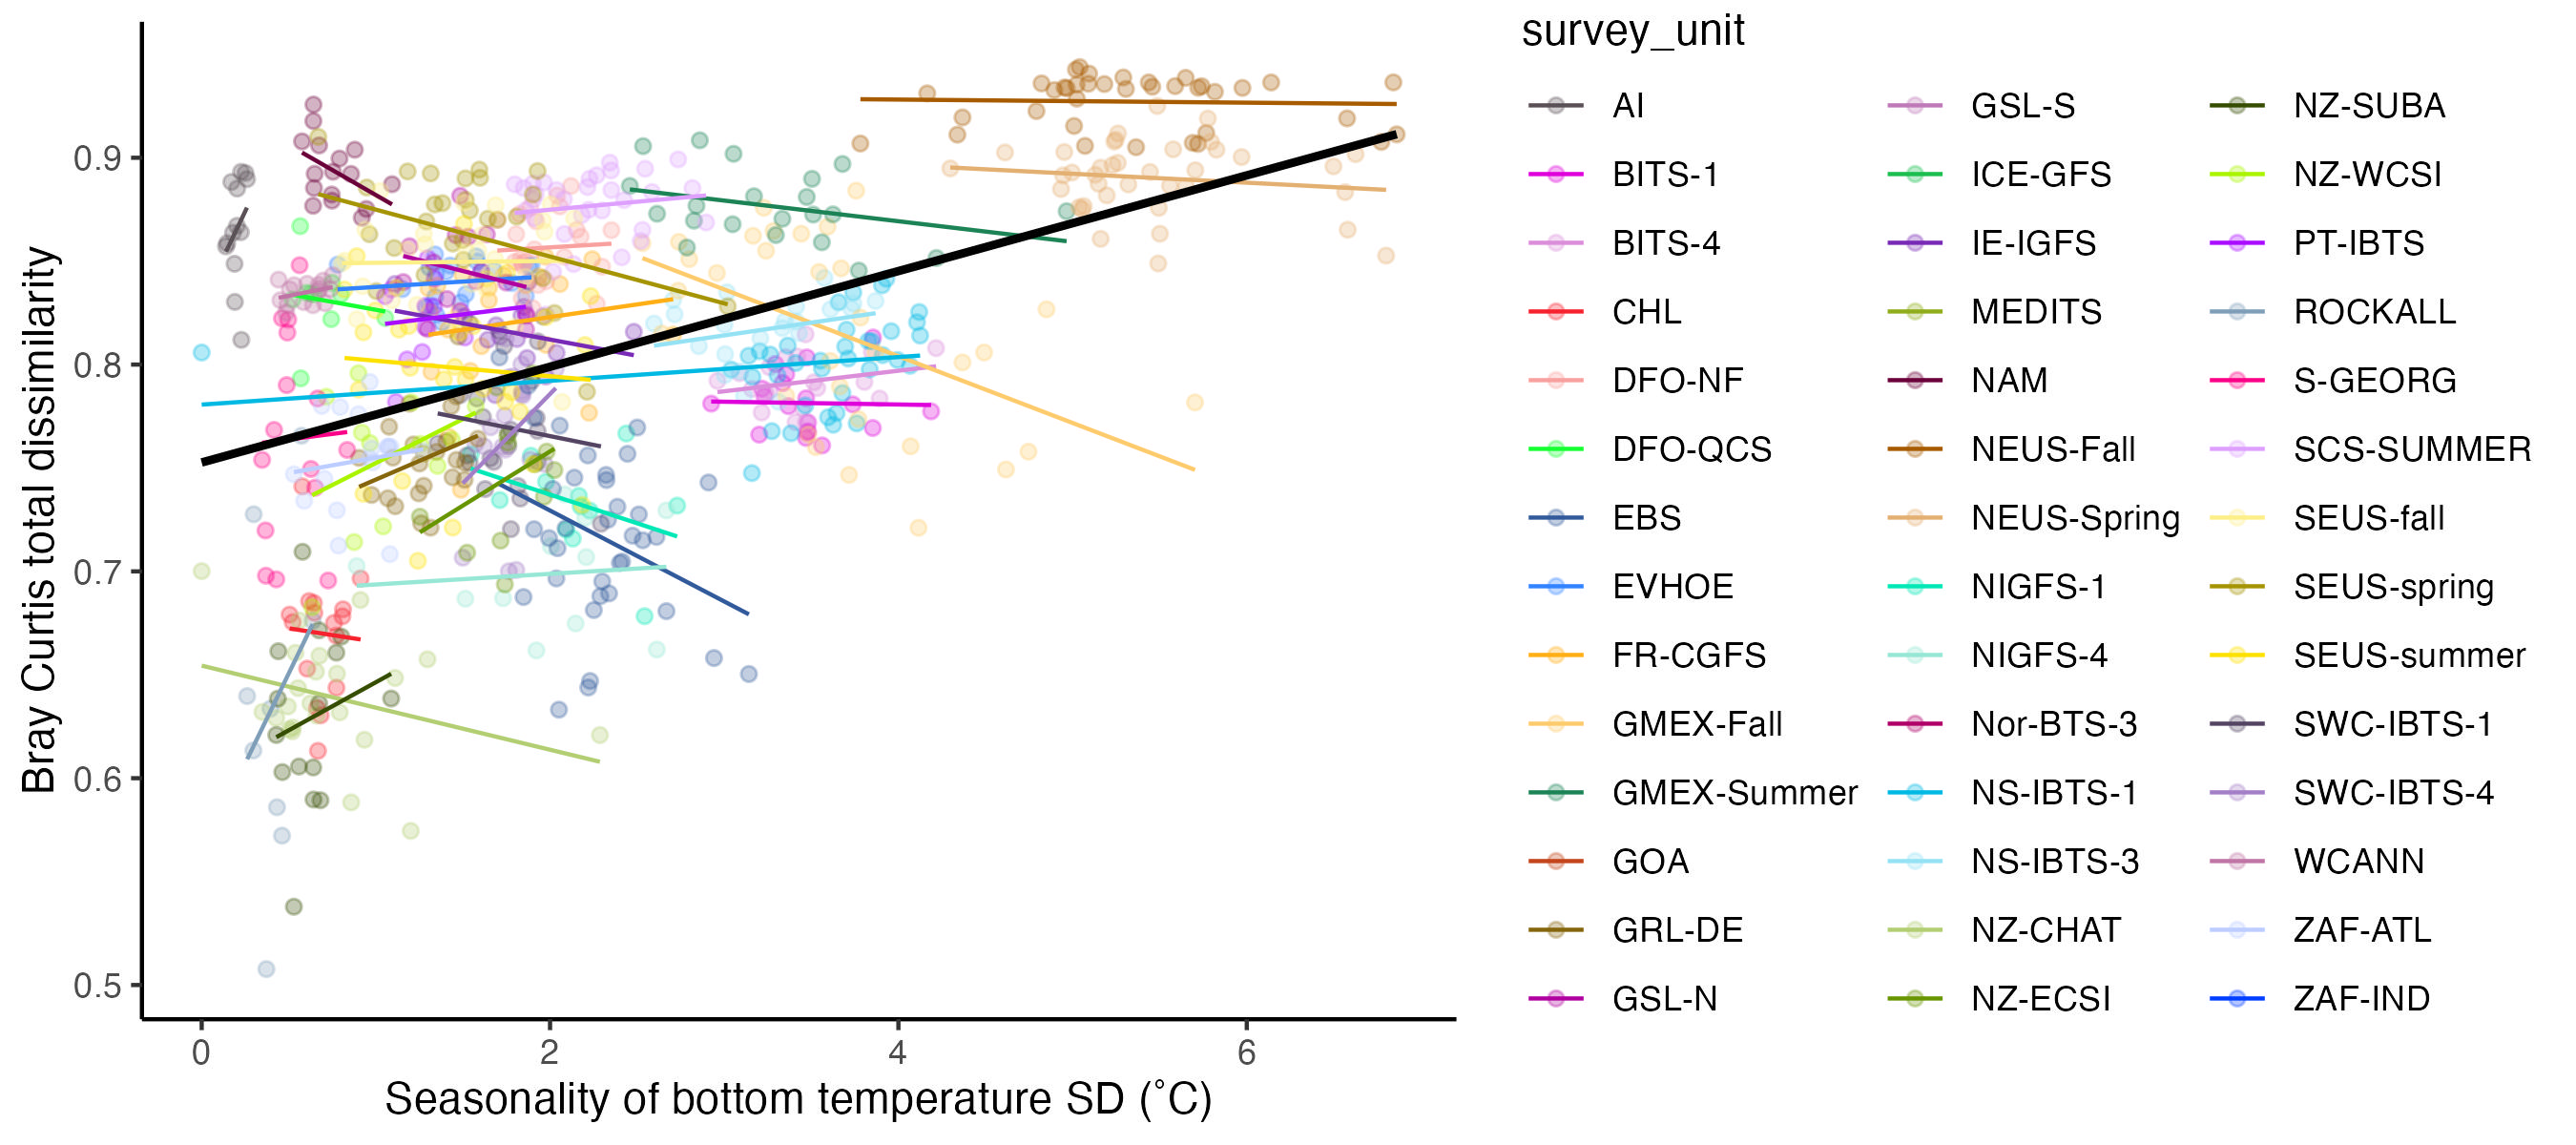 survey_unit
AI
BITS-1
BITS-4
CHL
DFO-NF
DFO-QCS
EBS
EVHOE
FR-CGFS
GMEX-Fall
GMEX-Summer
GOA
GRL-DE
GSL-N
GSL-S
ICE-GFS
IE-IGFS
MEDITS
NAM
NEUS-Fall
NEUS-Spring
NIGFS-1
NIGFS-4
Nor-BTS-3
NS-IBTS-1
NS-IBTS-3
NZ-CHAT
NZ-ECSI
NZ-SUBA
NZ-WCSI
PT-IBTS
ROCKALL
S-GEORG
SCS-SUMMER
SEUS-fall
SEUS-spring
SEUS-summer
SWC-IBTS-1
SWC-IBTS-4
WCANN
ZAF-ATL
ZAF-IND
Bray Curtis total dissimilarity
0.9
0.8
0.7
0.6
0.5
0 2 4 6
Seasonality of bottom temperature SD (˚C)